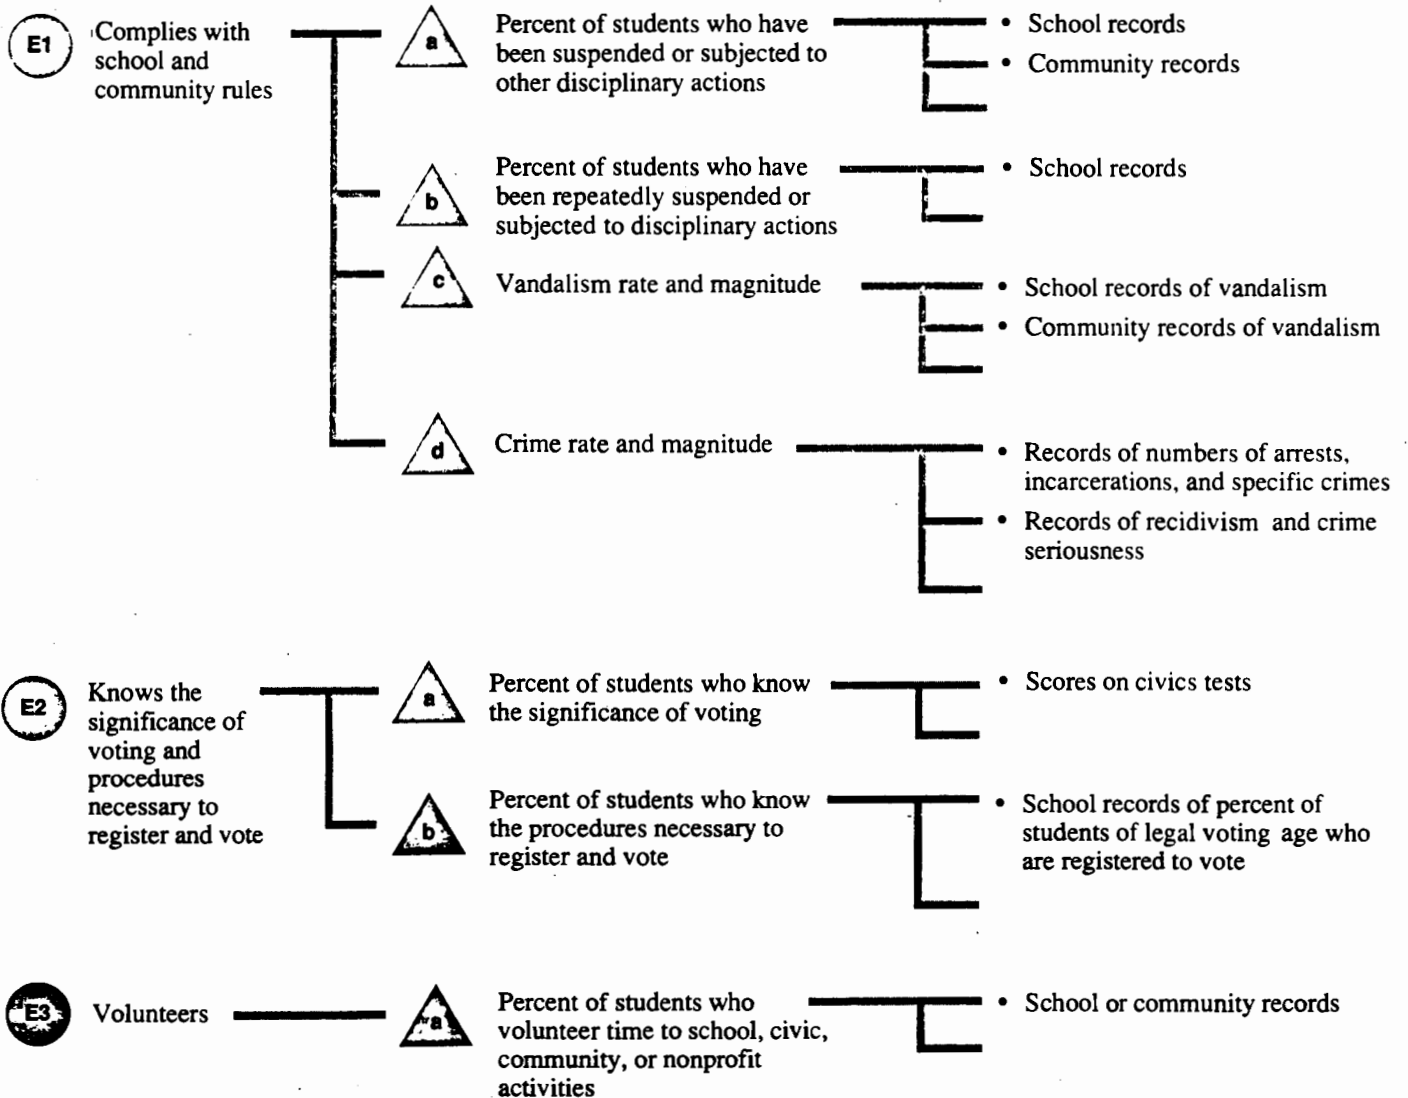 E1
Complies with
school and
community rules
a
Percent of students who have
been suspended or subjected to
other disciplinary actions
• School records
• Community records
b
Percent of students who have
been repeatedly suspended or
subjected to disciplinary actions
• School records
c
Vandalism rate and magnitude
• School records of vandalism
• Community records of vandalism
d
Crime rate and magnitude
• Records of numbers of arrests,
incarcerations, and specific crimes
• Records of recidivism and crime
seriousness
E2
Knows the
significance of
voting and
procedures
necessary to
register and vote
a
Percent of students who know
the significance of voting
• Scores on civics tests
b
Percent of students who know
the procedures necessary to
register and vote
• School records of percent of
students of legal voting age who
are registered to vote
E3
Volunteers
a
Percent of students who
volunteer time to school, civic,
community, or nonprofit
activities
• School or community records